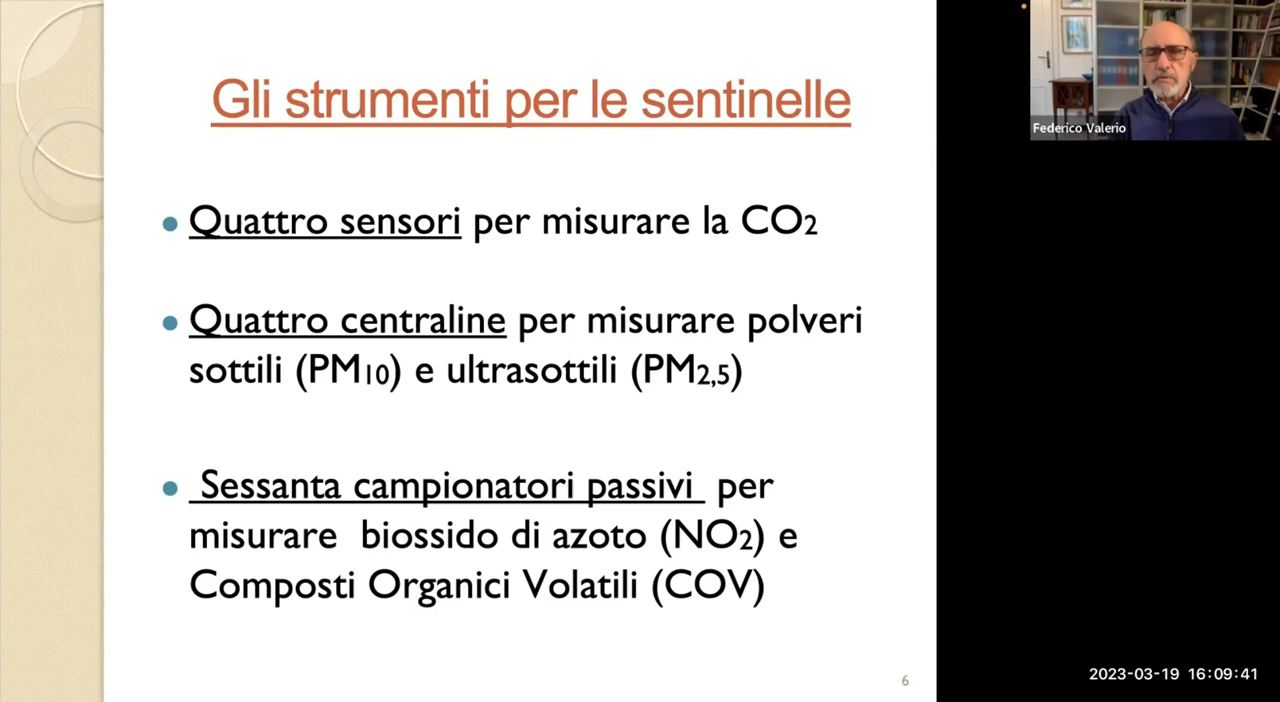 Gli strumenti per le sentinelle
Quattro sensori per misurare la CO2
Quattro centraline per misurare polveri
sottili (PM10) e ultrasottili (PM2,5)
Sessanta campionatori passivi per
misurare biossido di azoto (NO2) e
Composti Organici Volatili (COV)
6
Federico Valerio
2023-03-19 16:09:41